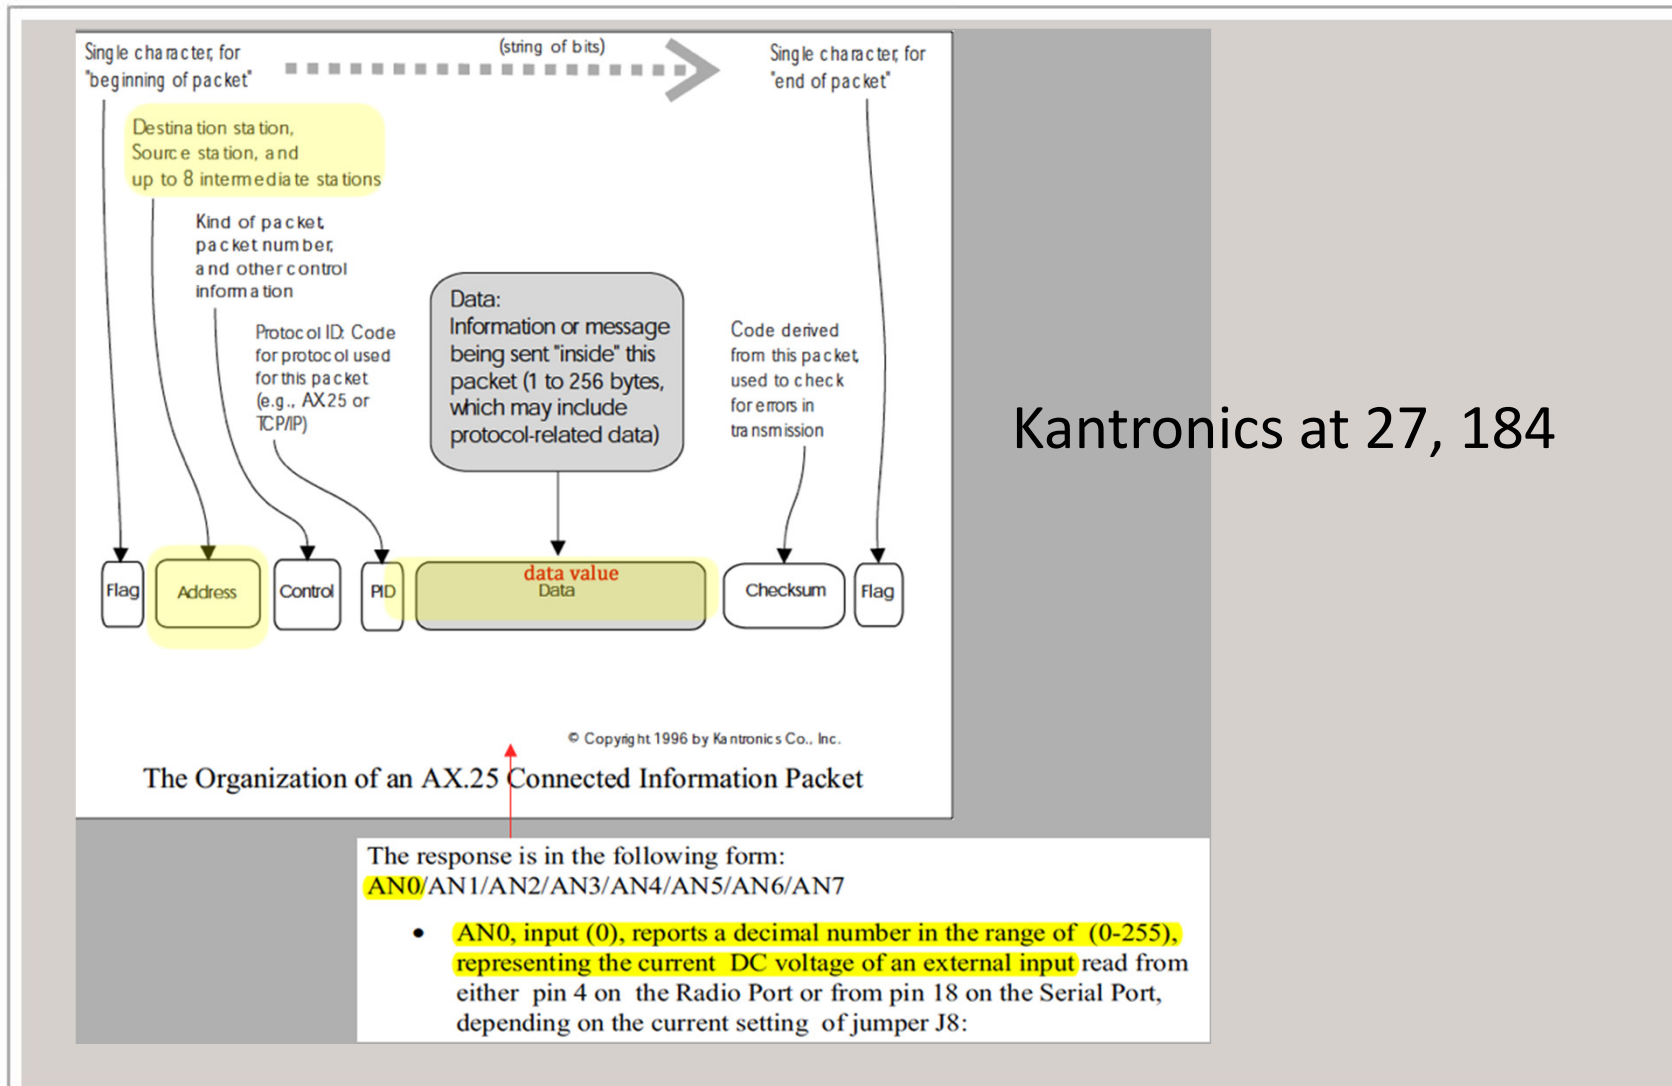 Single character, for
"beginning of packet"
(string of bits)
Single character, for
"end of packet"
Destination station,
Source station, and
up to 8 intermediate stations
Kind of packet,
packet number,
and other control
information
Protocol ID: Code
for protocol used
for this packet
(e.g., AX.25 or
TCP/IP)
Data:
Information or message
being sent "inside" this
packet (1 to 256 bytes,
which may include
protocol-related data)
Code derived
from this packet,
used to check
for errors in
transmission
Kantronics at 27, 184
Flag
Address
Control
PID
data value
Data
Checksum
Flag
© Copyright 1996 by Kantronics Co., Inc.
The Organization of an AX.25 Connected Information Packet
The response is in the following form:
AN0/AN1/AN2/AN3/AN4/AN5/AN6/AN7
• AN0, input (0), reports a decimal number in the range of (0-255),
representing the current DC voltage of an external input read from
either pin 4 on the Radio Port or from pin 18 on the Serial Port,
depending on the current setting of jumper J8: